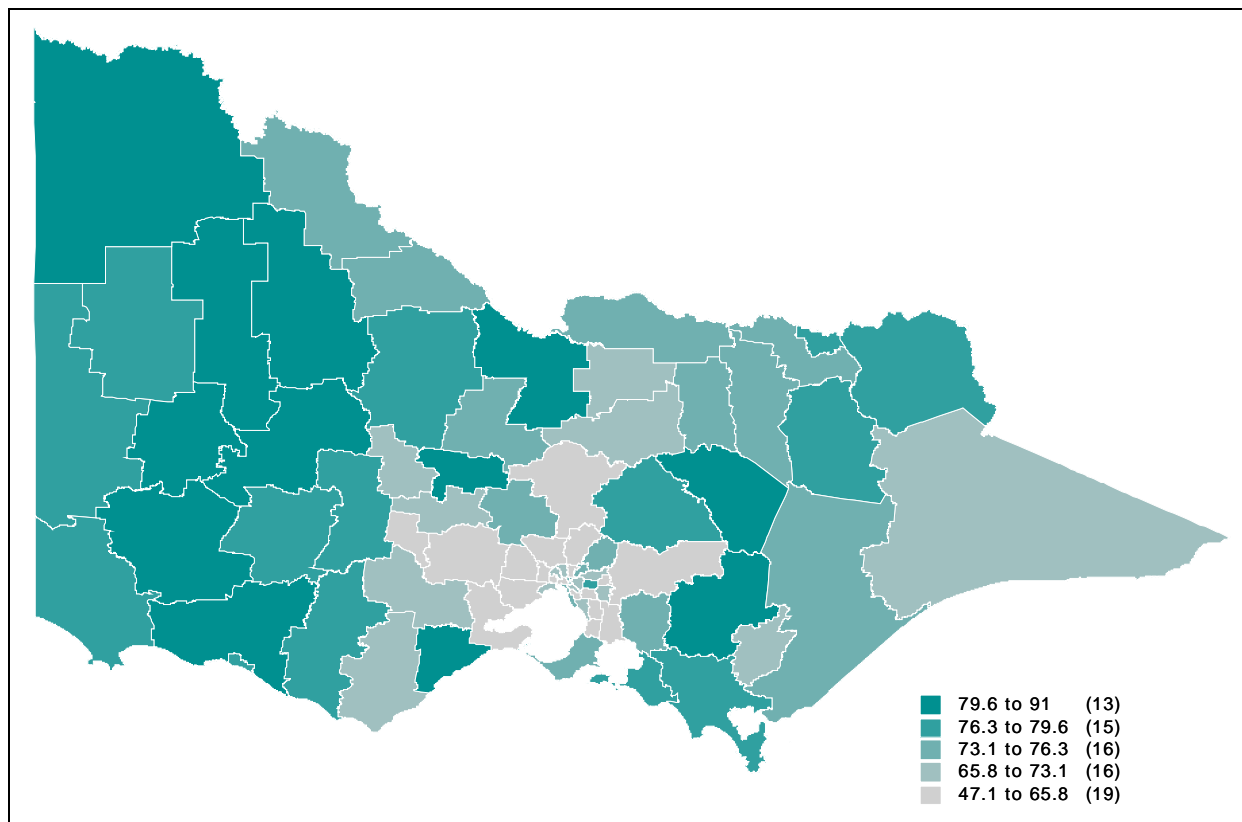 79.6 to 91 (13)
76.3 to 79.6 (15)
73.1 to 76.3 (16)
65.8 to 73.1 (16)
47.1 to 65.8 (19)